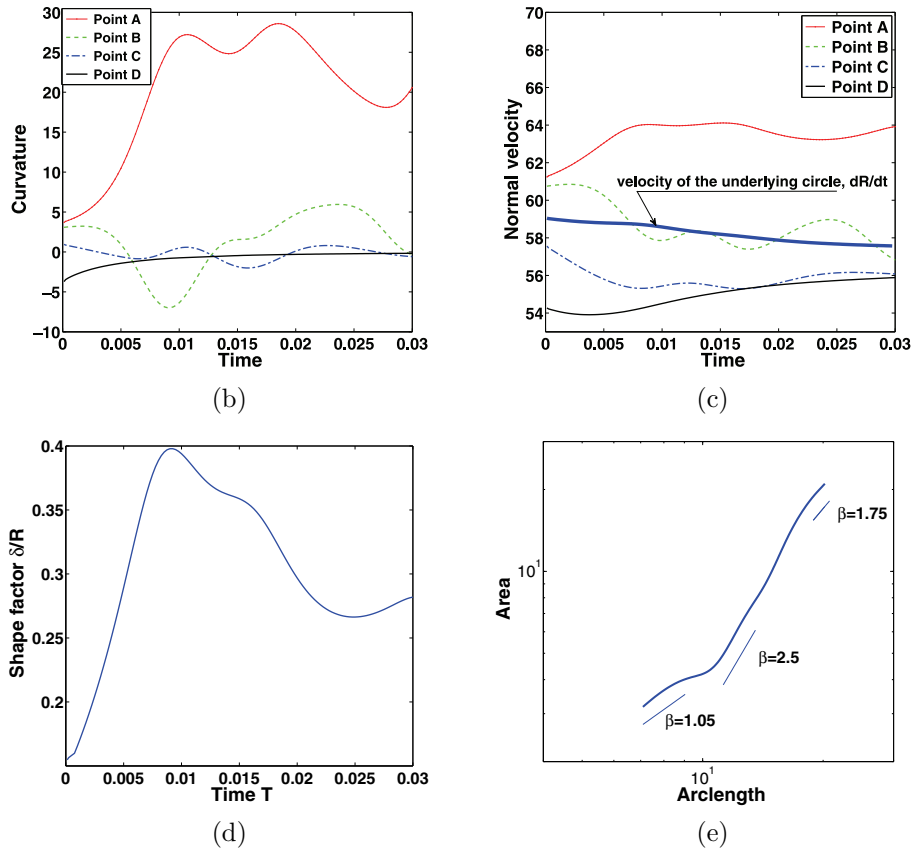 Point A
Point B
Point C
Point D
30
25
20
15
10
5
0
−5
−10
Curvature
0
0.005
0.01
0.015
0.02
0.025
0.03
Time
(b)
Point A
Point B
Point C
Point D
70
68
66
64
62
60
58
56
54
Normal velocity
velocity of the underlying circle, dR/dt
0
0.005
0.01
0.015
0.02
0.025
0.03
Time
(c)
0.4
0.35
0.3
0.25
0.2
Shape factor δ/R
0
0.005
0.01
0.015
0.02
0.025
0.03
Time T
(d)
10¹
Area
β=1.75
β=2.5
β=1.05
10¹
Arclength
(e)